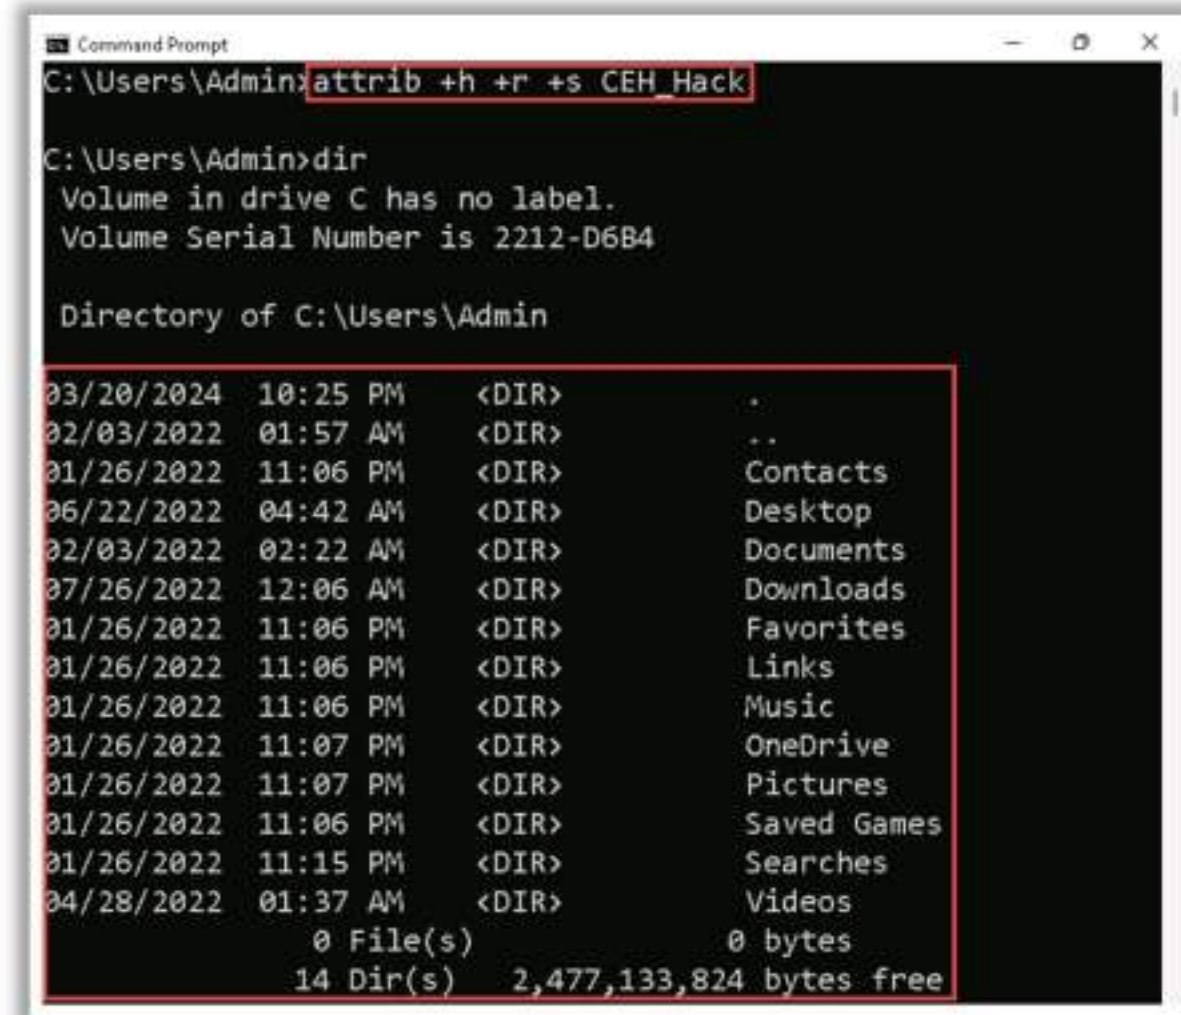 Command Prompt
C:\Users\Admin>attrib +h +r +s CEH_Hack
C:\Users\Admin>dir
Volume in drive C has no label.
Volume Serial Number is 2212-D6B4
Directory of C:\Users\Admin
03/20/2024 10:25 PM <DIR> .
02/03/2022 01:57 AM <DIR> ..
01/26/2022 11:06 PM <DIR> Contacts
06/22/2022 04:42 AM <DIR> Desktop
02/03/2022 02:22 AM <DIR> Documents
07/26/2022 12:06 AM <DIR> Downloads
01/26/2022 11:06 PM <DIR> Favorites
01/26/2022 11:06 PM <DIR> Links
01/26/2022 11:06 PM <DIR> Music
01/26/2022 11:07 PM <DIR> OneDrive
01/26/2022 11:07 PM <DIR> Pictures
01/26/2022 11:06 PM <DIR> Saved Games
01/26/2022 11:15 PM <DIR> Searches
04/28/2022 01:37 AM <DIR> Videos
0 File(s) 0 bytes
14 Dir(s) 2,477,133,824 bytes free